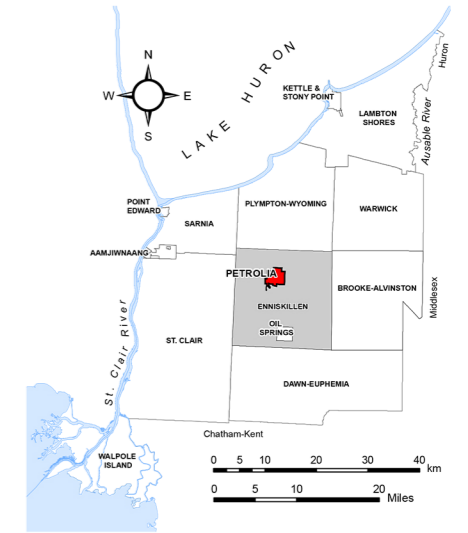 N
W
E
S
LAKE HURON
Huron
KETTLE &
STONY POINT
LAMBTON
SHORES
Ausable River
POINT
EDWARD
SARNIA
PLYMPTON-WYOMING
WARWICK
AAMJIWNAANG
PETROLIA
BROOKE-ALVINSTON
Middlesex
ENNISKILLEN
OIL
SPRINGS
ST. CLAIR
St. Clair River
DAWN-EUPHEMIA
Chatham-Kent
WALPOLE
ISLAND
0 5 10 20 30 40
km
0 5 10 20
Miles